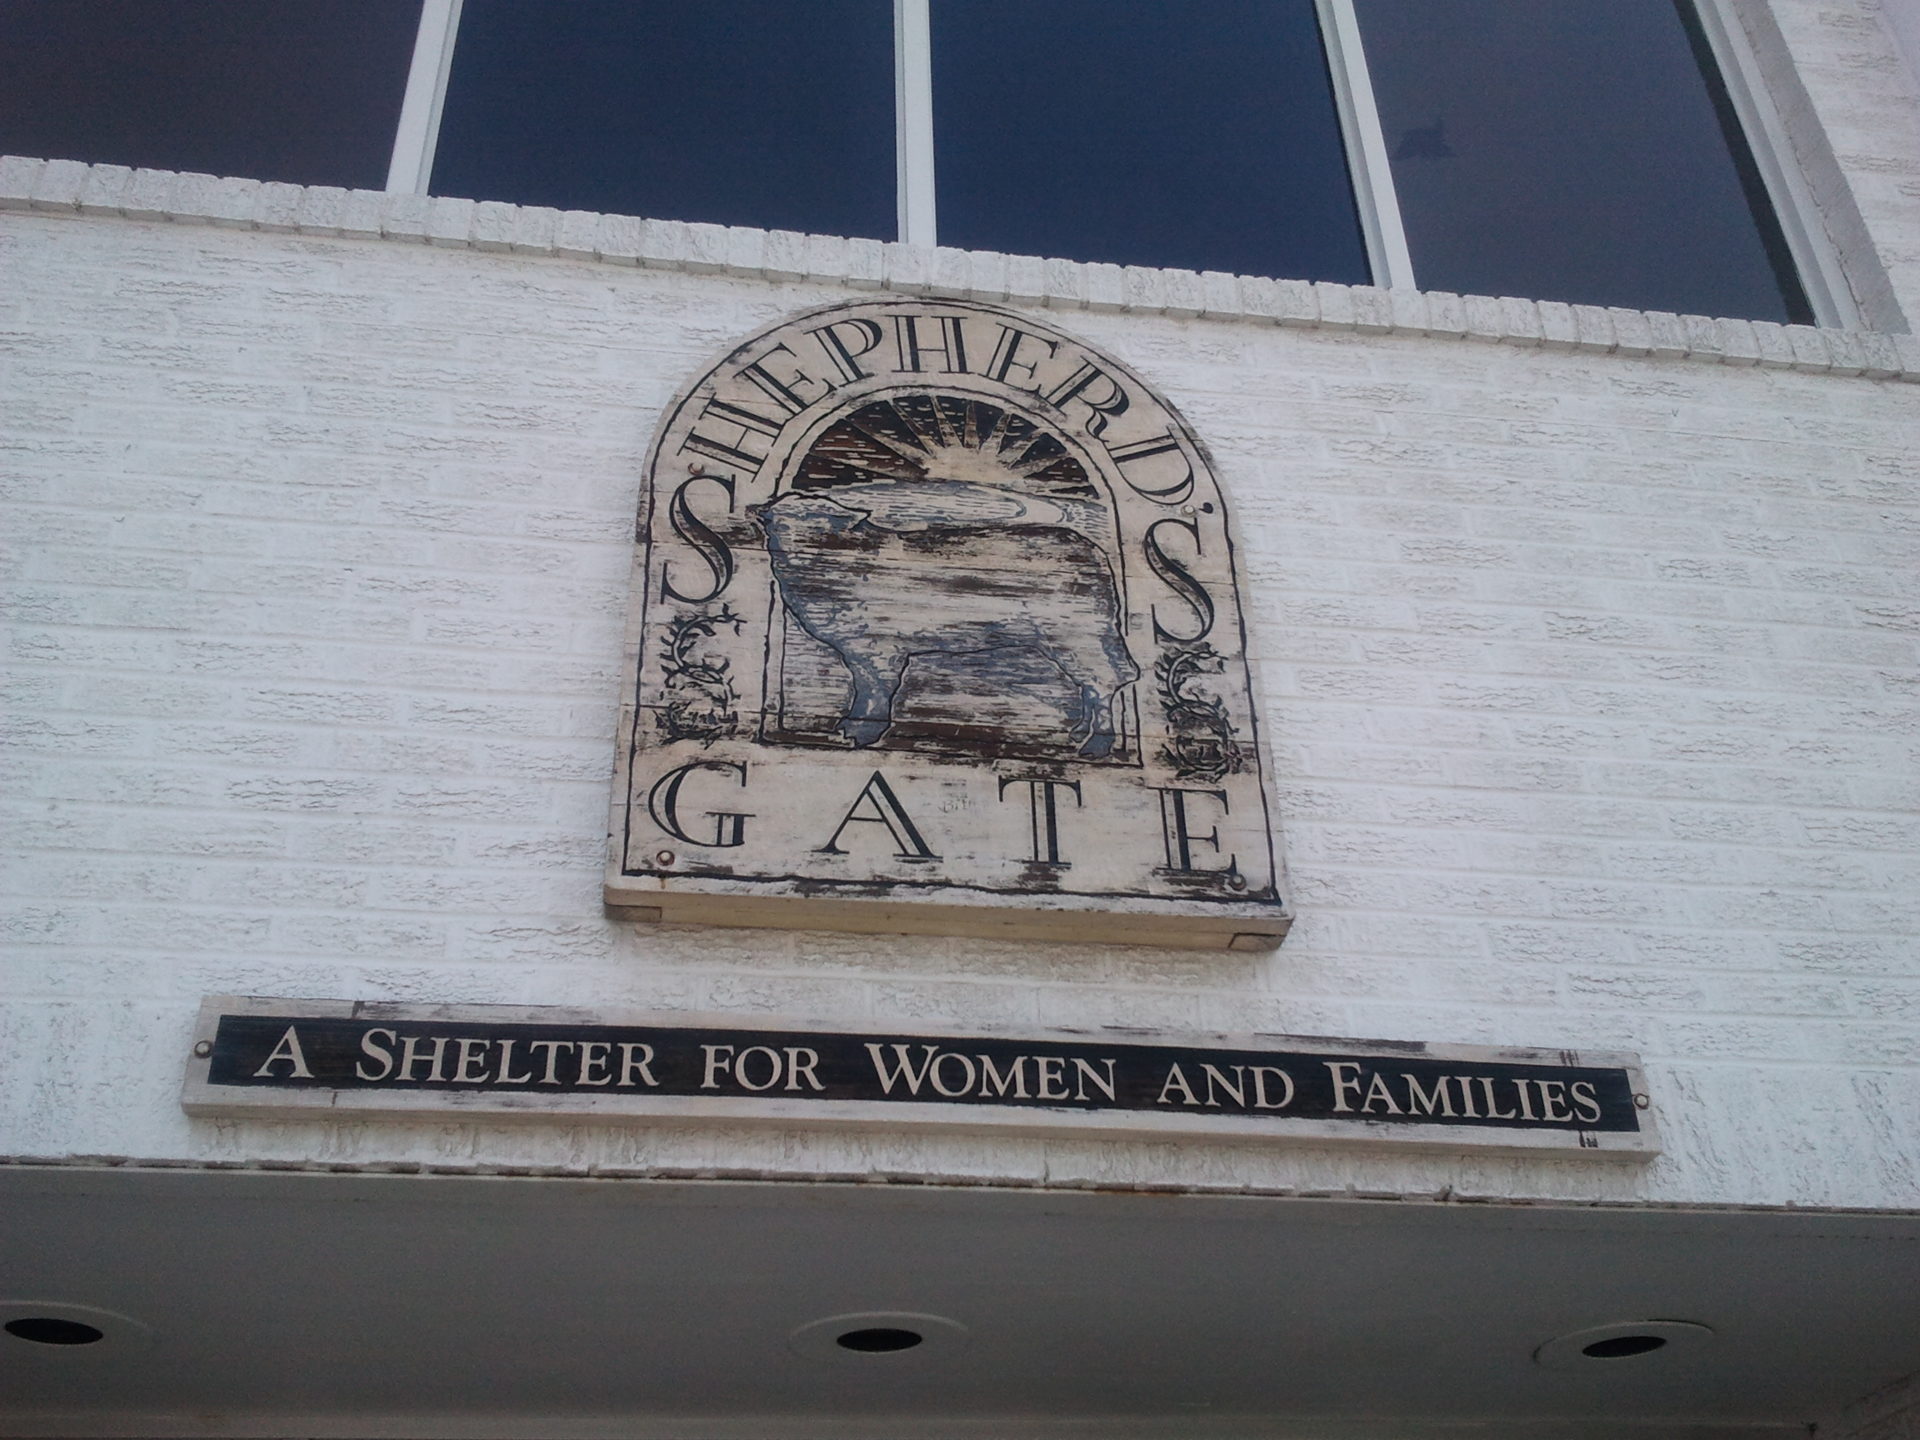 SHEPHERD'S
GATE
A SHELTER FOR WOMEN AND FAMILIES